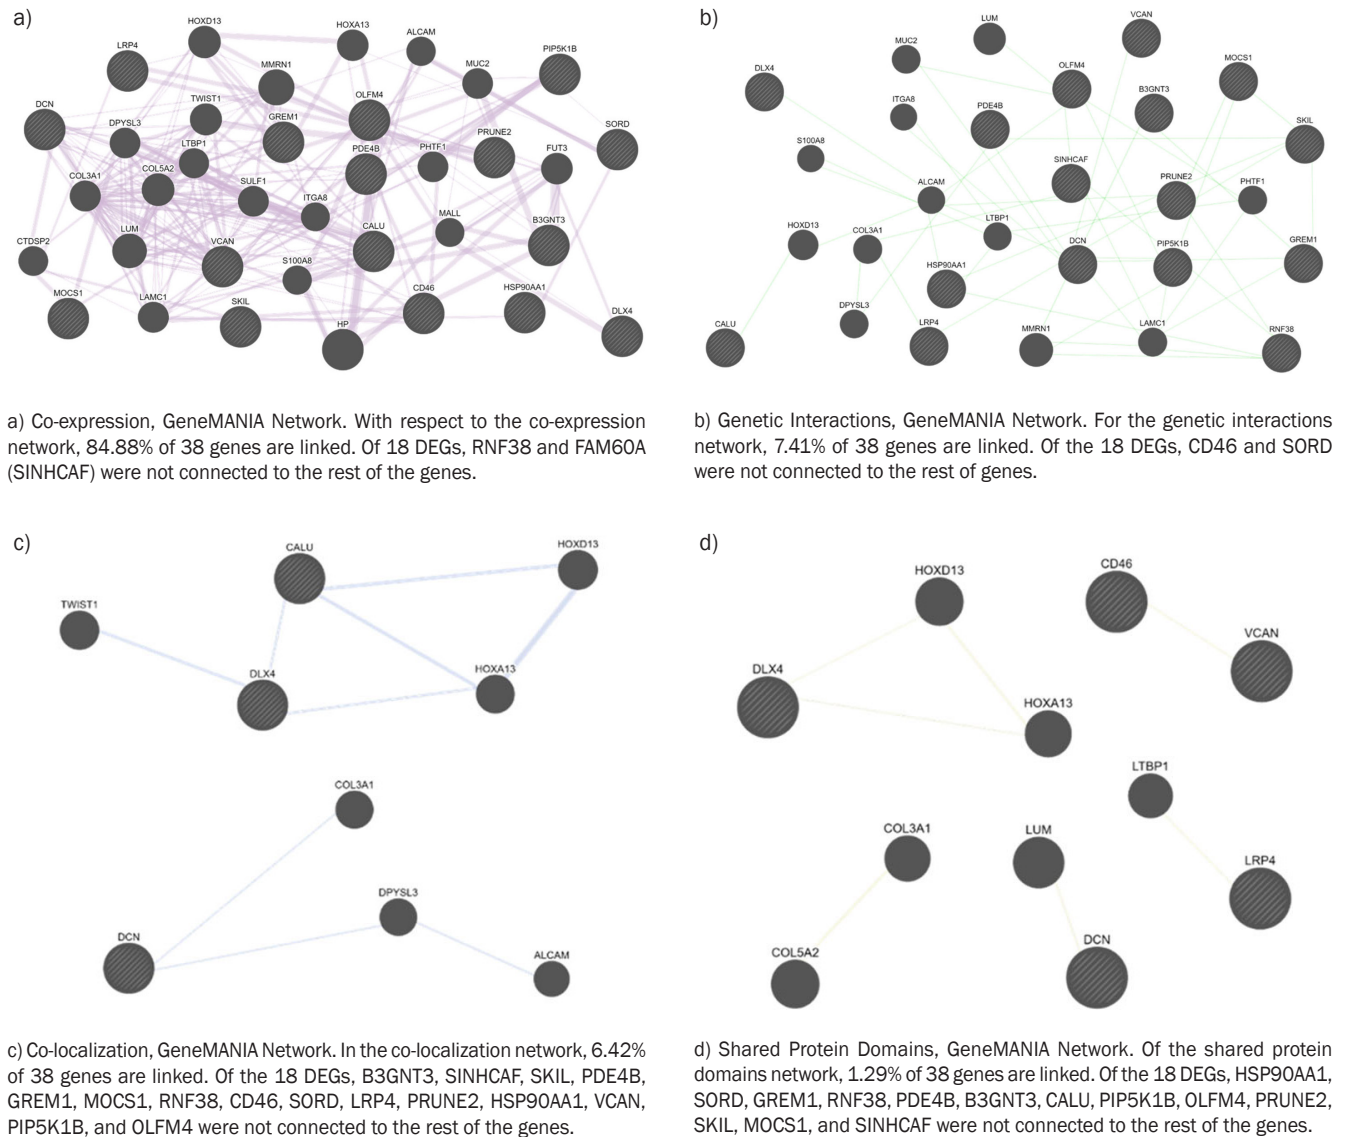 a)
HOXD13
HOXA13
ALCAM
LRP4
PIP5K1B
MMRN1
MUC2
OLFM4
DCN
TWIST1
GREM1
SORD
DPYSL3
PRUNE2
LTBP1
PDE4B
PHTF1
FUT3
COL3A1
COL5A2
SULF1
ITGA8
MALL
B3GNT3
LUM
CALU
CTDSP2
VCAN
S100A8
MOCS1
LAMC1
SKIL
CD46
HSP90AA1
HP
DLX4
a) Co-expression, GeneMANIA Network. With respect to the co-expression
network, 84.88% of 38 genes are linked. Of 18 DEGs, RNF38 and FAM60A
(SINHCAF) were not connected to the rest of the genes.
b)
LUM
VCAN
MUC2
DLX4
OLFM4
MOCS1
ITGA8
PDE4B
B3GNT3
SKIL
S100A8
SINHCAF
ALCAM
PRUNE2
PHTF1
HOXD13
COL3A1
LTBP1
DCN
PIP5K1B
GREM1
HSP90AA1
DPYSL3
CALU
LRP4
MMRN1
LAMC1
RNF38
b) Genetic Interactions, GeneMANIA Network. For the genetic interactions
network, 7.41% of 38 genes are linked. Of the 18 DEGs, CD46 and SORD
were not connected to the rest of genes.
c)
CALU
HOXD13
TWIST1
DLX4
HOXA13
COL3A1
DPYSL3
DCN
ALCAM
c) Co-localization, GeneMANIA Network. In the co-localization network, 6.42%
of 38 genes are linked. Of the 18 DEGs, B3GNT3, SINHCAF, SKIL, PDE4B,
GREM1, MOCS1, RNF38, CD46, SORD, LRP4, PRUNE2, HSP90AA1, VCAN,
PIP5K1B, and OLFM4 were not connected to the rest of the genes.
d)
HOXD13
CD46
VCAN
DLX4
HOXA13
LTBP1
COL3A1
LUM
LRP4
COL5A2
DCN
d) Shared Protein Domains, GeneMANIA Network. Of the shared protein
domains network, 1.29% of 38 genes are linked. Of the 18 DEGs, HSP90AA1,
SORD, GREM1, RNF38, PDE4B, B3GNT3, CALU, PIP5K1B, OLFM4, PRUNE2,
SKIL, MOCS1, and SINHCAF were not connected to the rest of the genes.